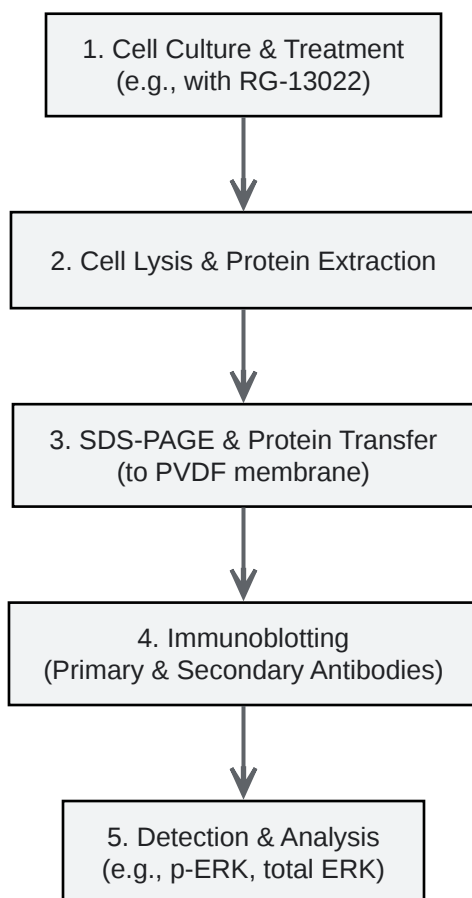 1. Cell Culture & Treatment
(e.g., with RG-13022)
2. Cell Lysis & Protein Extraction
3. SDS-PAGE & Protein Transfer
(to PVDF membrane)
4. Immunoblotting
(Primary & Secondary Antibodies)
5. Detection & Analysis
(e.g., p-ERK, total ERK)